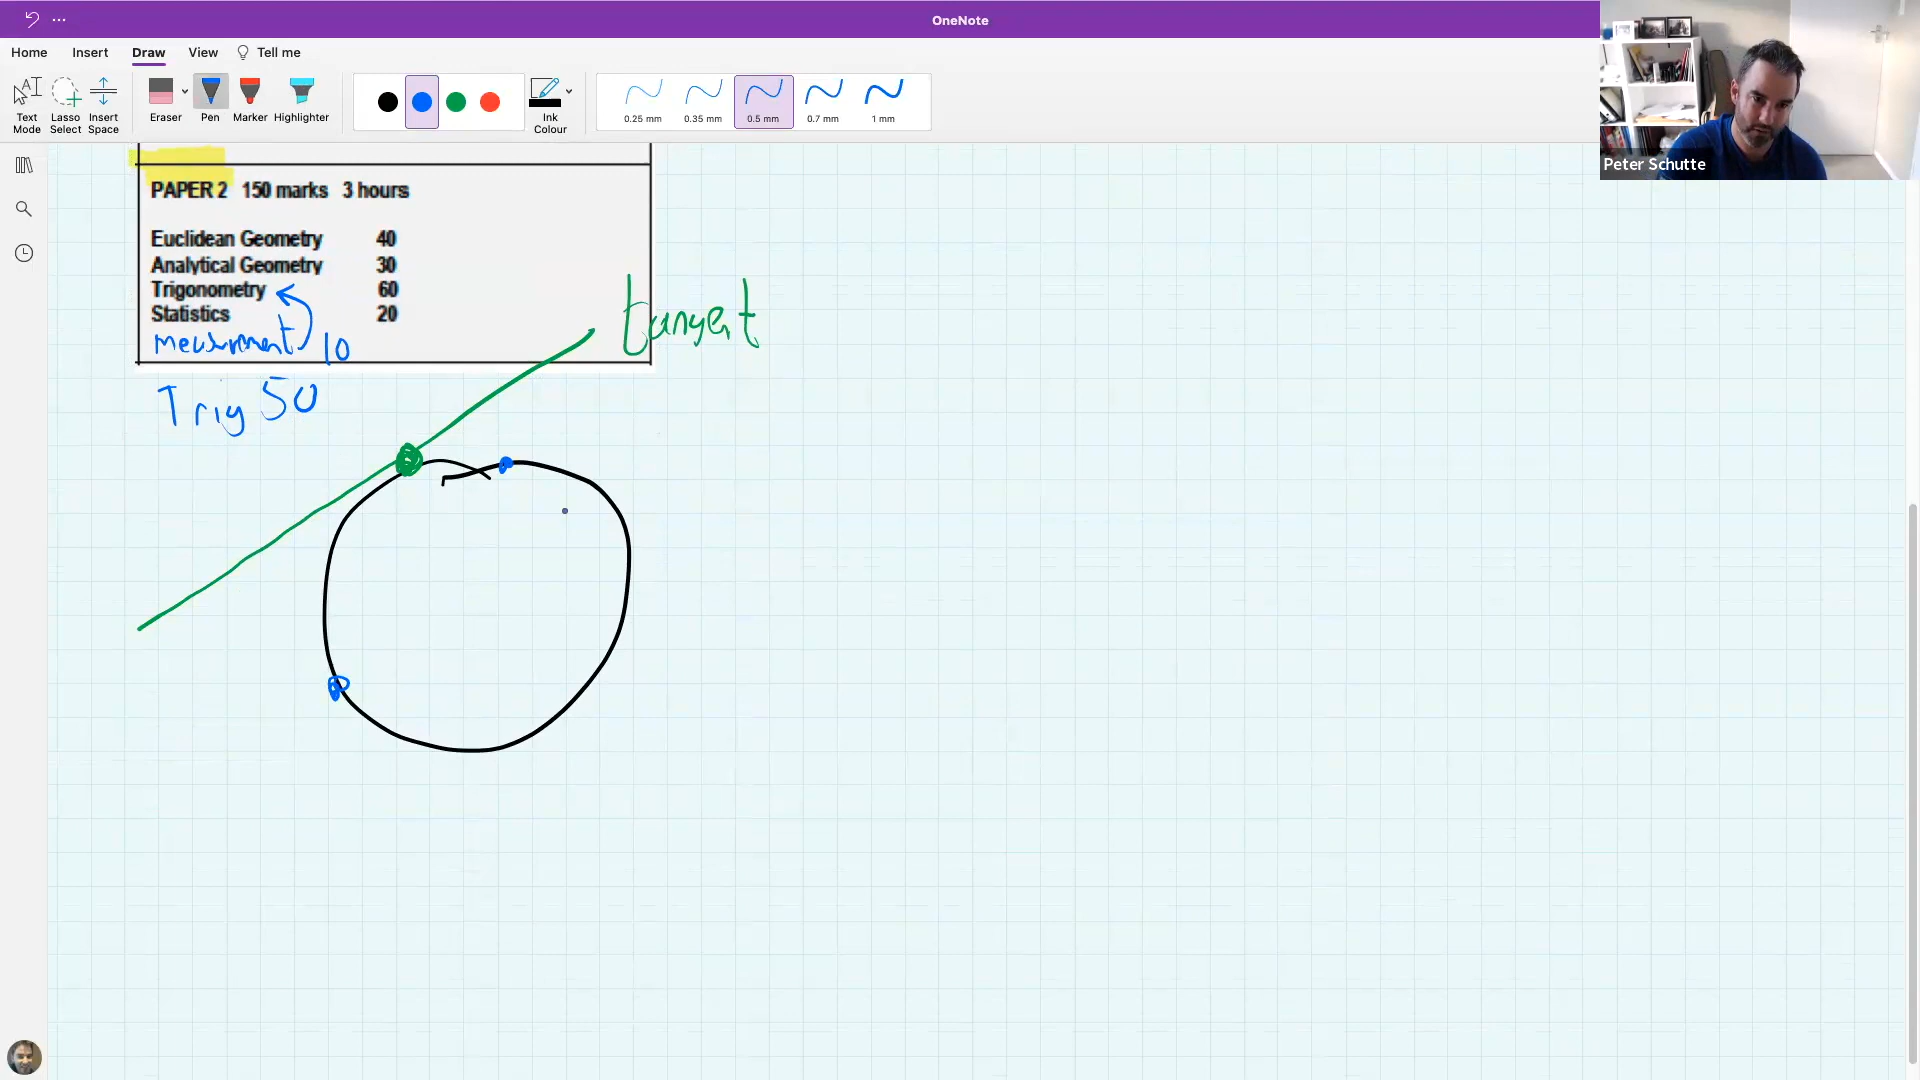 OneNote
Home Insert Draw View Tell me
Text Mode
Lasso Select
Insert Space
Eraser
Pen
Marker
Highlighter
Ink Colour
0.25 mm
0.35 mm
0.5 mm
0.7 mm
1 mm
Peter Schutte
PAPER 2 150 marks 3 hours
Euclidean Geometry 40
Analytical Geometry 30
Trigonometry 60
Statistics 20
measurement 10
Trig 50
tangent